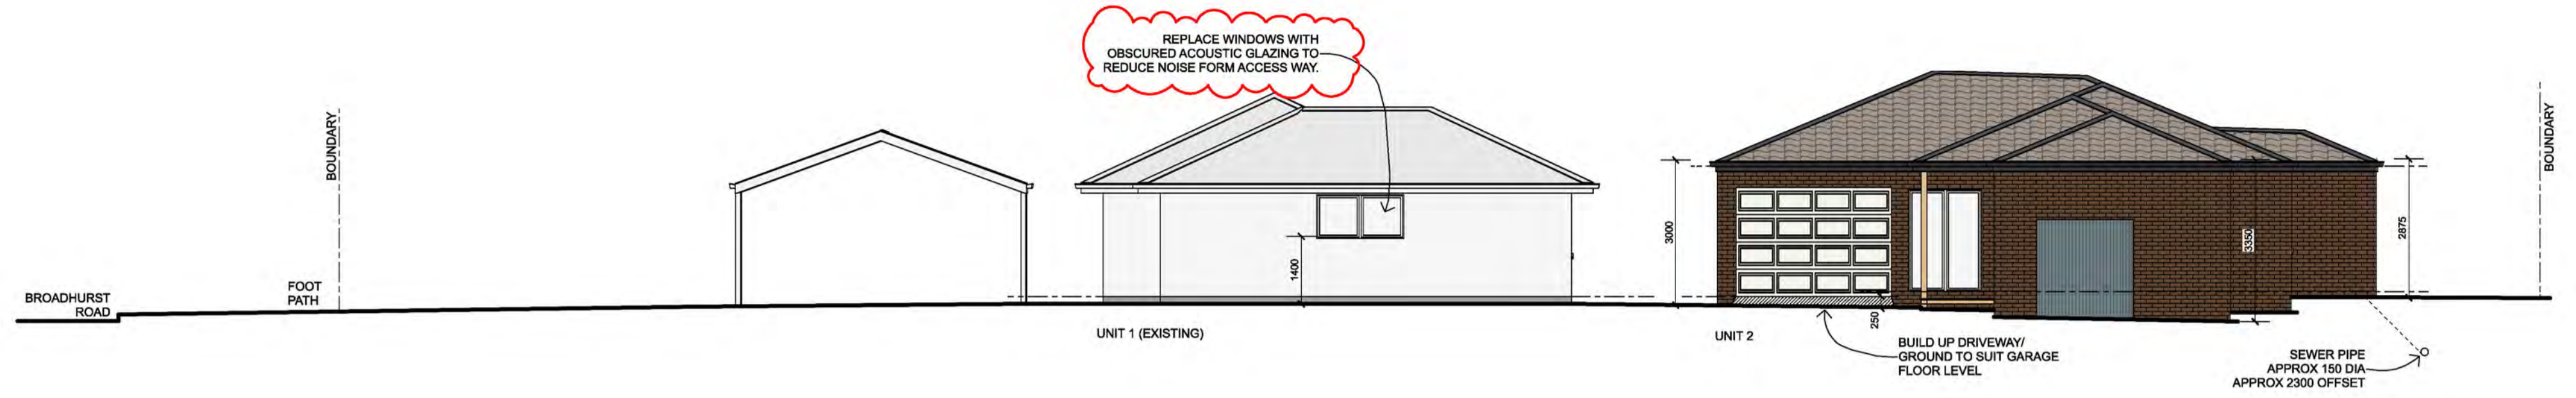 REPLACE WINDOWS WITH
OBSCURED ACOUSTIC GLAZING TO
REDUCE NOISE FORM ACCESS WAY.
BOUNDARY
BOUNDARY
3000
3350
2875
1400
250
BROADHURST
ROAD
FOOT
PATH
UNIT 1 (EXISTING)
UNIT 2
BUILD UP DRIVEWAY/
GROUND TO SUIT GARAGE
FLOOR LEVEL
SEWER PIPE
APPROX 150 DIA
APPROX 2300 OFFSET